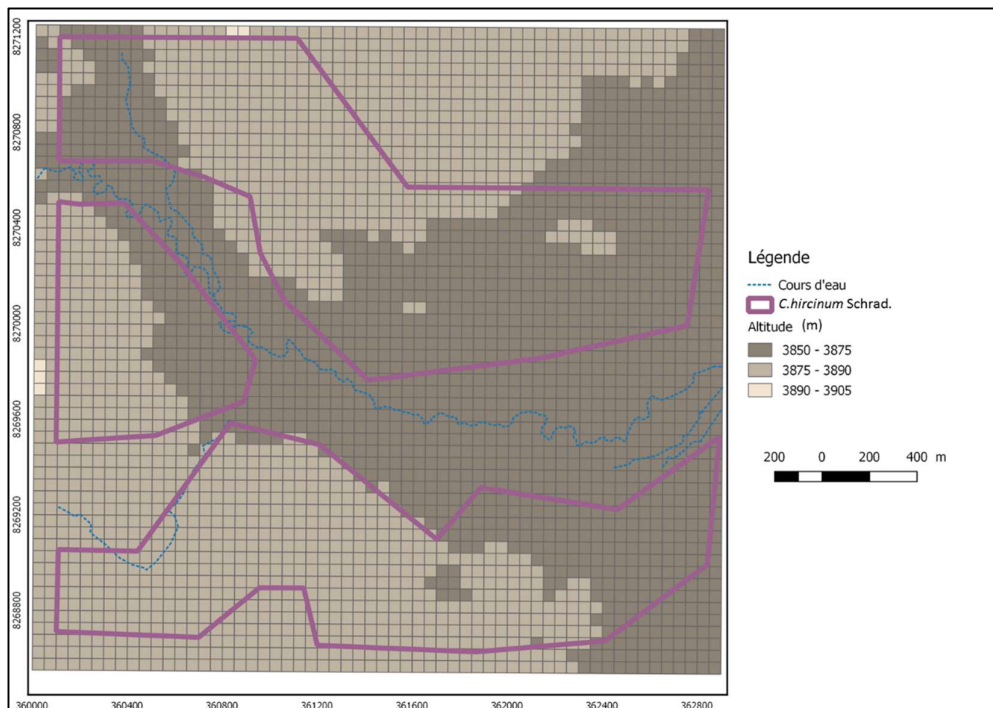 8271200
8270800
8270400
8270000
8269600
8269200
8268800
360000 360400 360800 361200 361600 362000 362400 362800
Légende
Cours d'eau
C.hircinum Schrad.
Altitude (m)
3850 - 3875
3875 - 3890
3890 - 3905
200 0 200 400 m